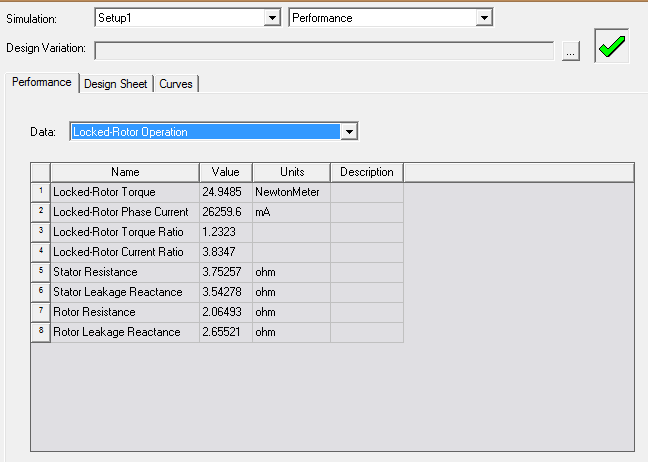 Simulation: Setup1 Performance
Design Variation: ...
Performance Design Sheet Curves
Data: Locked-Rotor Operation
Name Value Units Description
1 Locked-Rotor Torque 24.9485 NewtonMeter
2 Locked-Rotor Phase Current 26259.6 mA
3 Locked-Rotor Torque Ratio 1.2323
4 Locked-Rotor Current Ratio 3.8347
5 Stator Resistance 3.75257 ohm
6 Stator Leakage Reactance 3.54278 ohm
7 Rotor Resistance 2.06493 ohm
8 Rotor Leakage Reactance 2.65521 ohm